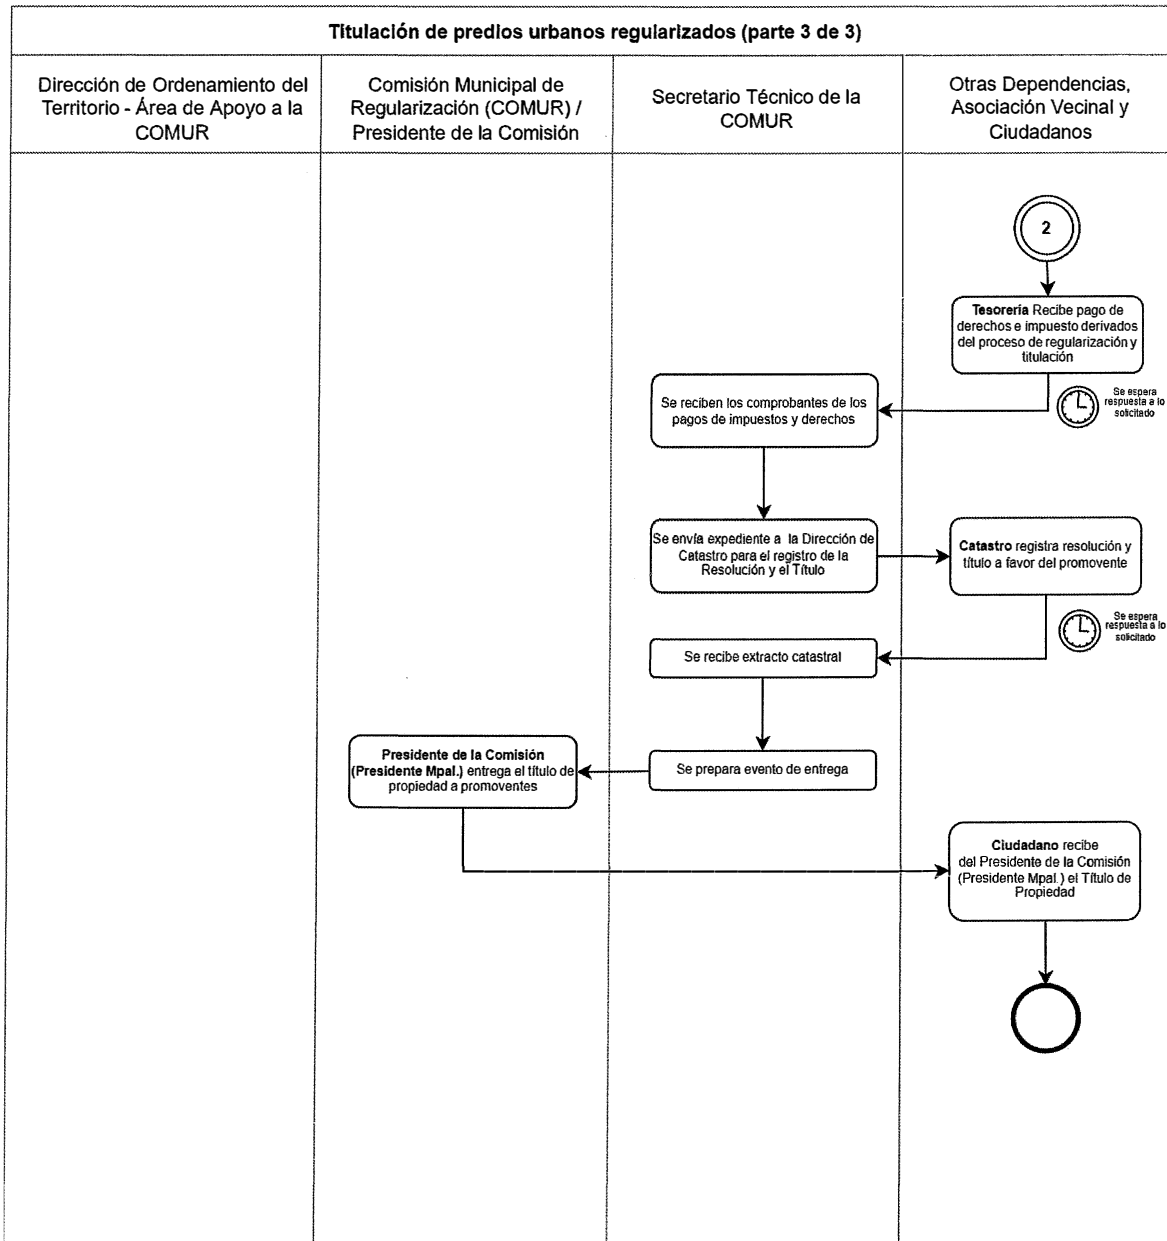 Titulación de predios urbanos regularizados (parte 3 de 3)
Dirección de Ordenamiento del
Territorio - Área de Apoyo a la
COMUR
Comisión Municipal de
Regularización (COMUR) /
Presidente de la Comisión
Secretario Técnico de la
COMUR
Otras Dependencias,
Asociación Vecinal y
Ciudadanos
2
Tesorería Recibe pago de
derechos e impuesto derivados
del proceso de regularización y
titulación
Se espera
respuesta a lo
solicitado
Se reciben los comprobantes de los
pagos de impuestos y derechos
Se envía expediente a la Dirección de
Catastro para el registro de la
Resolución y el Título
Catastro registra resolución y
título a favor del promovente
Se espera
respuesta a lo
solicitado
Se recibe extracto catastral
Se prepara evento de entrega
Presidente de la Comisión
(Presidente Mpal.) entrega el título de
propiedad a promoventes
Ciudadano recibe
del Presidente de la Comisión
(Presidente Mpal.) el Título de
Propiedad